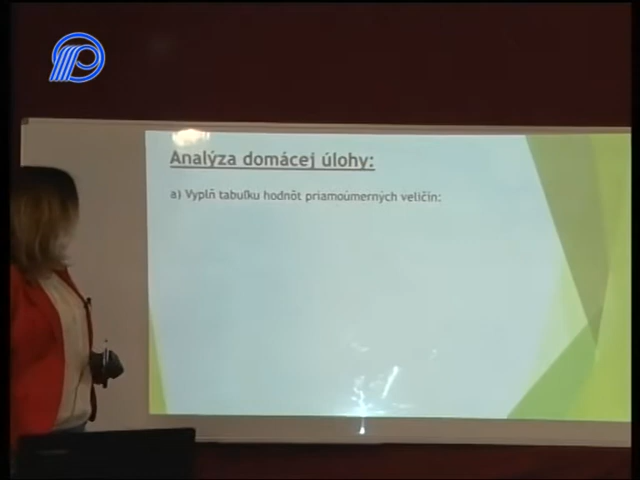 Analýza domácej úlohy:
a) Vyplň tabuľku hodnôt priamoúmerných veličín: